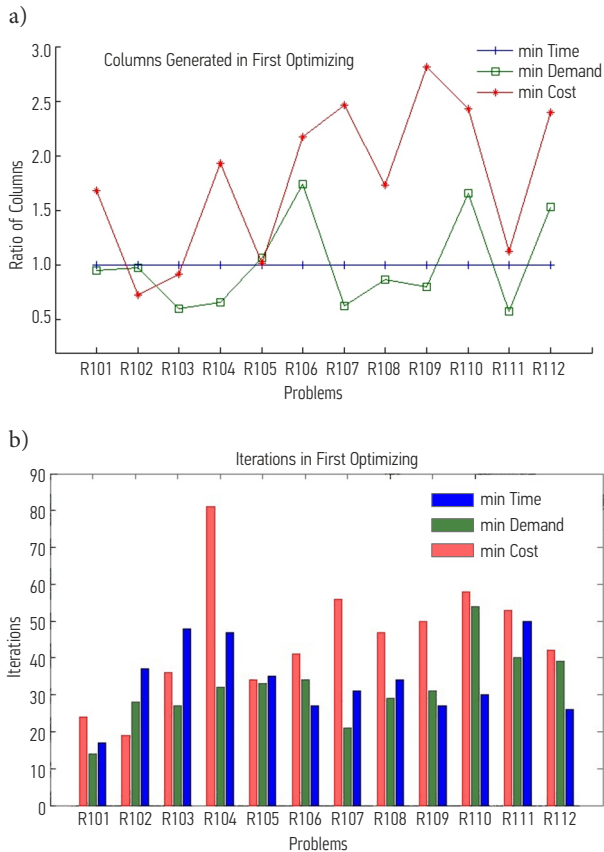 a)
Columns Generated in First Optimizing
min Time
min Demand
min Cost
3.0
2.5
2.0
1.5
1.0
0.5
Ratio of Columns
R101 R102 R103 R104 R105 R106 R107 R108 R109 R110 R111 R112
Problems
b)
Iterations in First Optimizing
min Time
min Demand
min Cost
90
80
70
60
50
40
30
20
10
0
Iterations
R101 R102 R103 R104 R105 R106 R107 R108 R109 R110 R111 R112
Problems